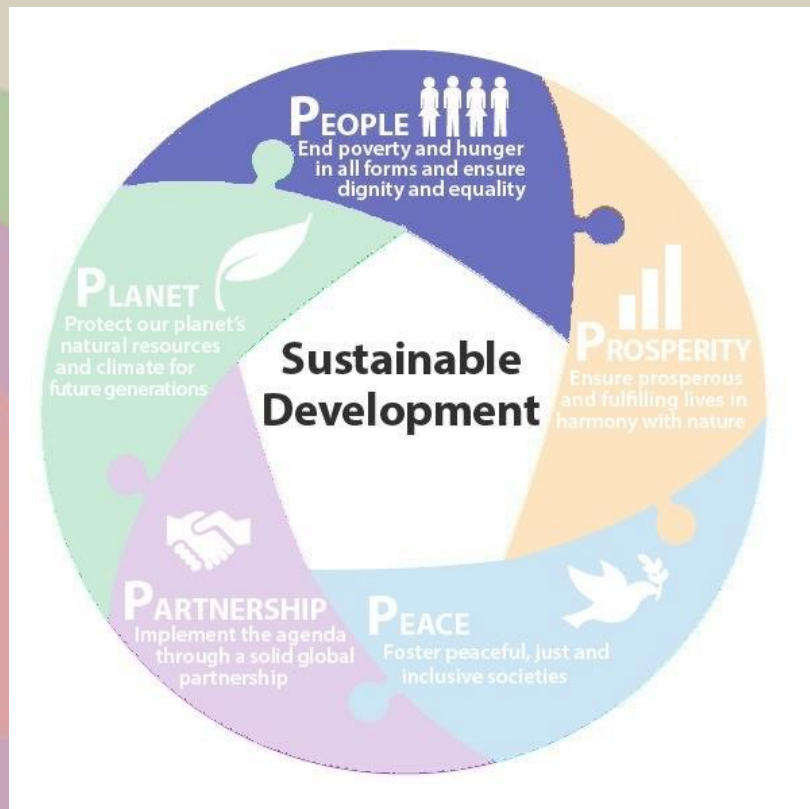 PEOPLE
End poverty and hunger
in all forms and ensure
dignity and equality
PROSPERITY
Ensure prosperous
and fulfilling lives in
harmony with nature
PEACE
Foster peaceful, just and
inclusive societies
PARTNERSHIP
Implement the agenda
through a solid global
partnership
PLANET
Protect our planet's
natural resources
and climate for
future generations
Sustainable
Development